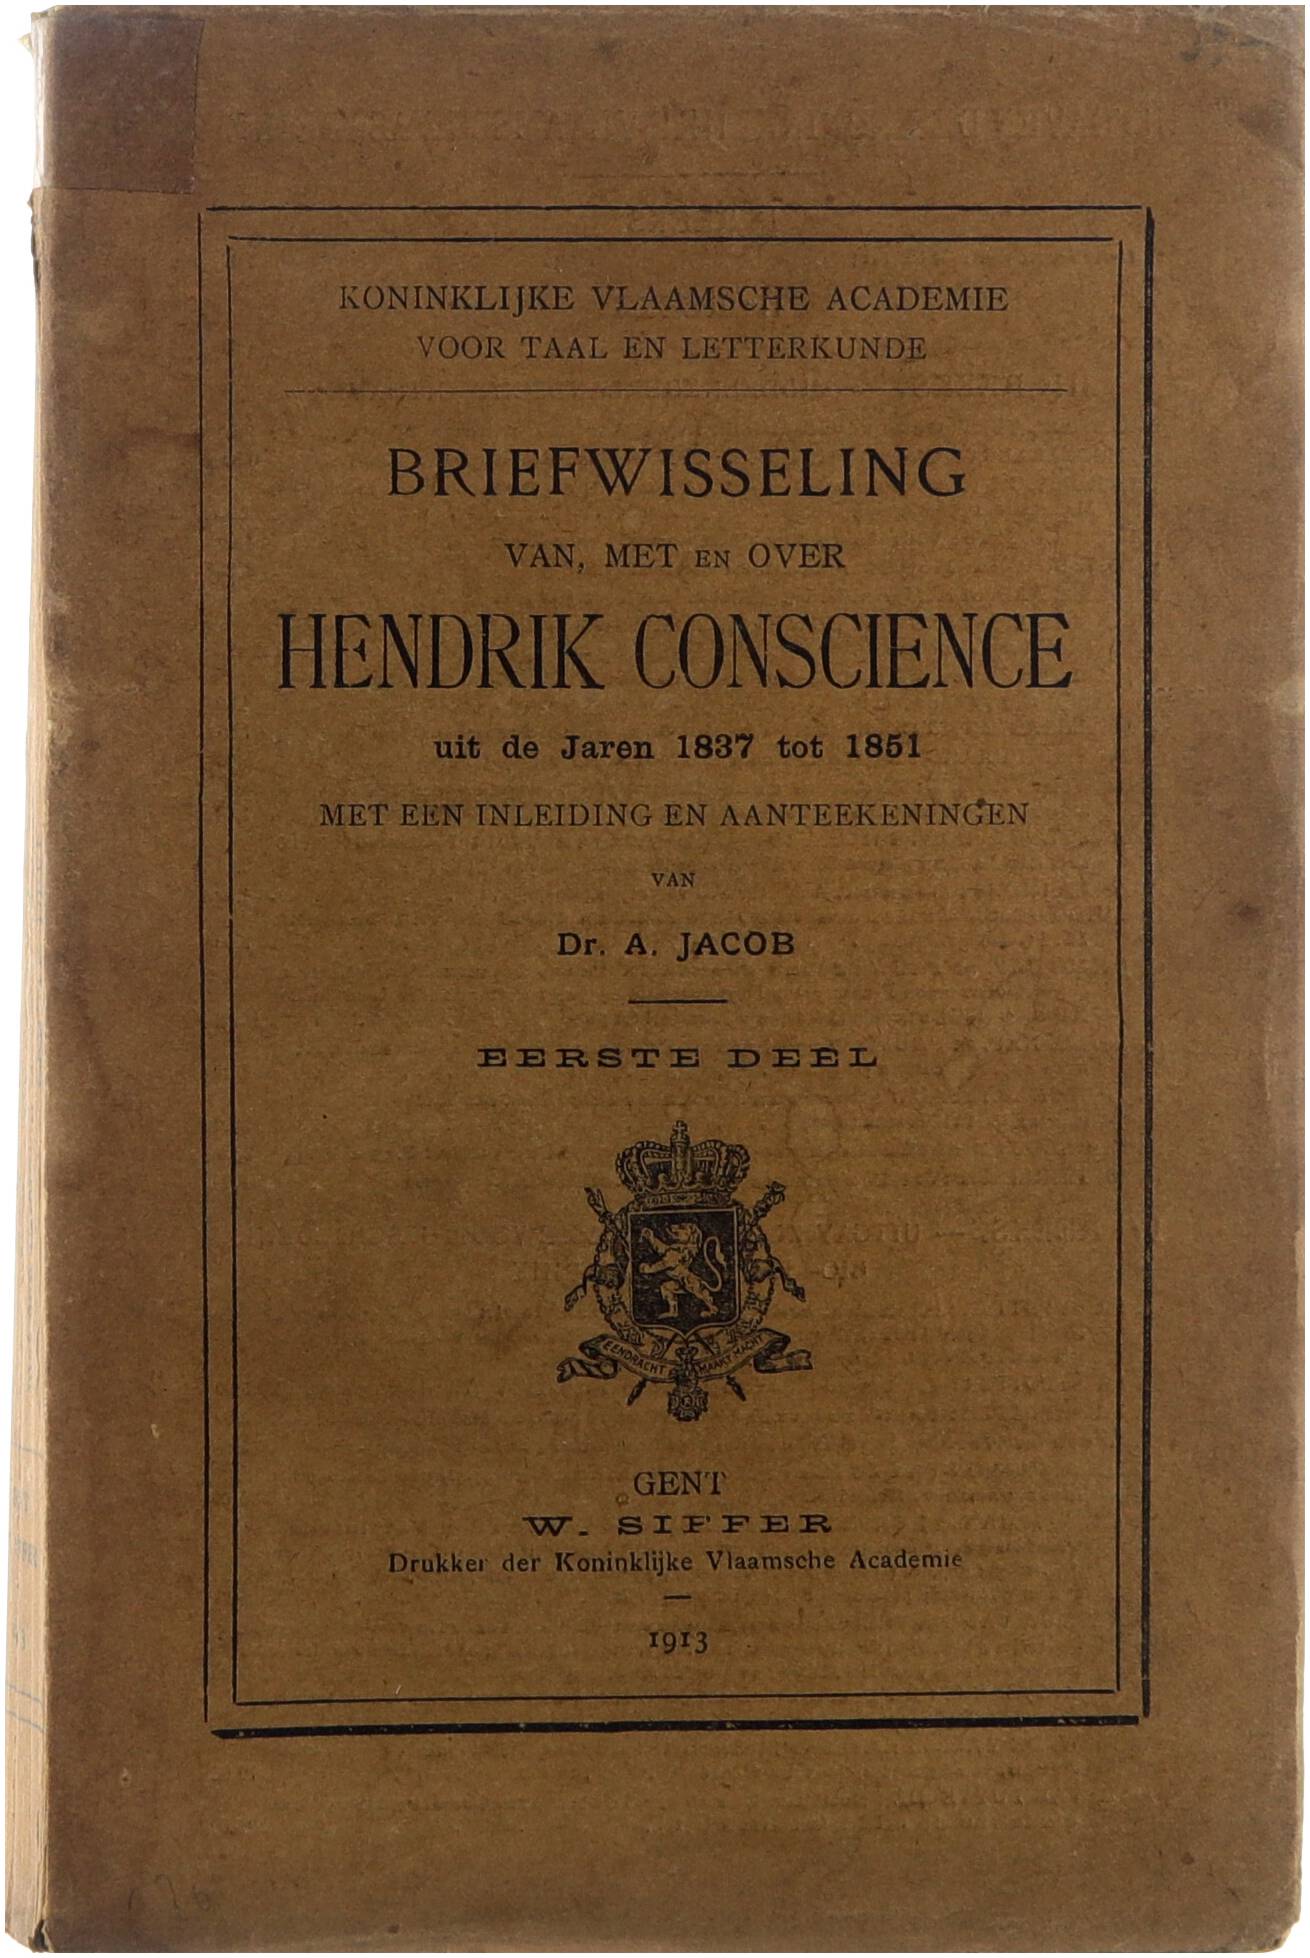 KONINKLIJKE VLAAMSCHE ACADEMIE
VOOR TAAL EN LETTERKUNDE
BRIEFWISSELING
VAN, MET EN OVER
HENDRIK CONSCIENCE
uit de Jaren 1837 tot 1851
MET EEN INLEIDING EN AANTEEKENINGEN
VAN
Dr. A. JACOB
EERSTE DEEL
EENDRACHT MAAKT MACHT
GENT
W. SIFFER
Drukker der Koninklijke Vlaamsche Academie
1913